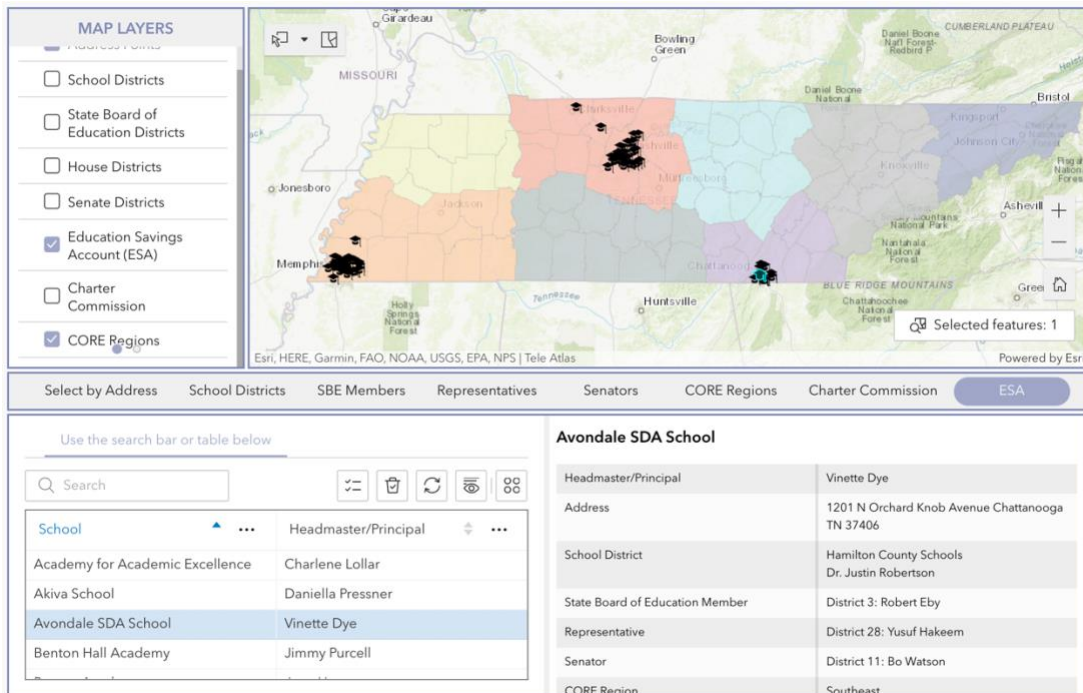 MAP LAYERS
Address Points
School Districts
State Board of
Education Districts
House Districts
Senate Districts
Education Savings
Account (ESA)
Charter
Commission
CORE Regions
Girardeau
MISSOURI
Jonesboro
Memphis
Jackson
Holly
Springs
National
Forest
Tennessee
Clarksville
Bowling
Green
Huntsville
Chattanooga
Daniel Boone
Nat'l Forest-
Redbird P
CUMBERLAND PLATEAU
Daniel Boone
National
Bristol
Kingsport
Johnson City
Knoxville
Asheville
National Park
Nantahala
National
Forest
BLUE RIDGE MOUNTAINS
Chattahoochee
National
Forest
Selected features: 1
Esri, HERE, Garmin, FAO, NOAA, USGS, EPA, NPS | Tele Atlas
Powered by Esri
Select by Address School Districts SBE Members Representatives Senators CORE Regions Charter Commission ESA
Use the search bar or table below
Search
School Headmaster/Principal
Academy for Academic Excellence Charlene Lollar
Akiva School Daniella Pressner
Avondale SDA School Vinette Dye
Benton Hall Academy Jimmy Purcell
Avondale SDA School
Headmaster/Principal Vinette Dye
Address 1201 N Orchard Knob Avenue Chattanooga
TN 37406
School District Hamilton County Schools
Dr. Justin Robertson
State Board of Education Member District 3: Robert Eby
Representative District 28: Yusuf Hakeem
Senator District 11: Bo Watson
CORE Region Southeast